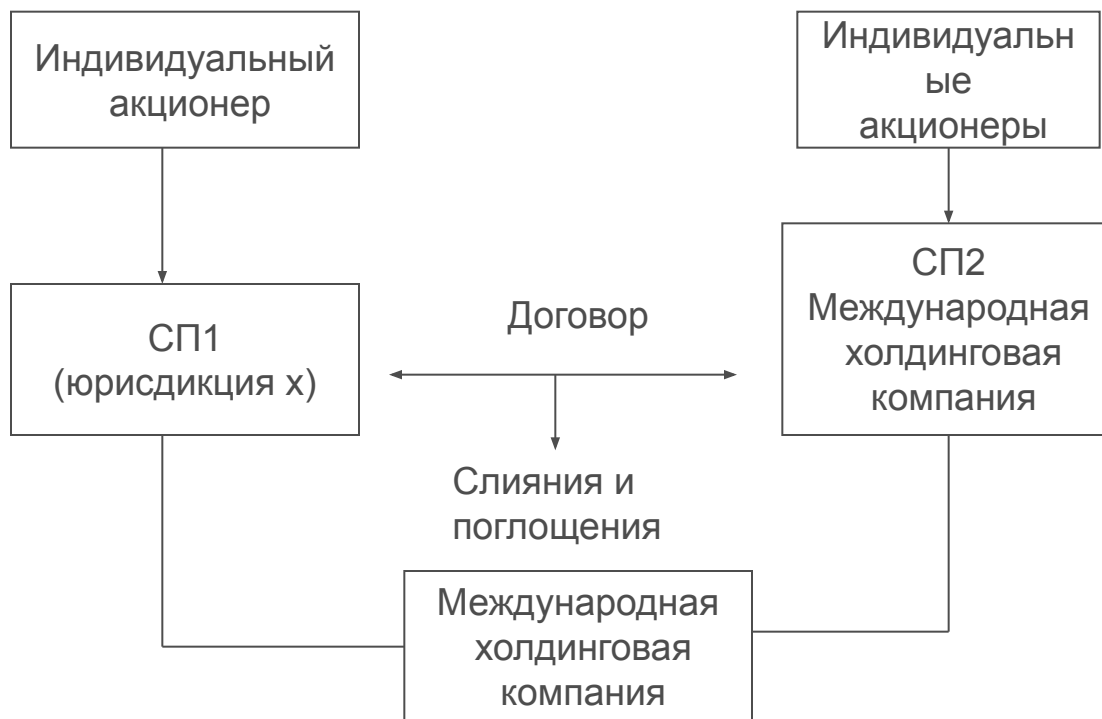 Индивидуальный
акционер
Индивидуальн
ые
акционеры
СП1
(юрисдикция x)
Договор
СП2
Международная
холдинговая
компания
Слияния и
поглощения
Международная
холдинговая
компания